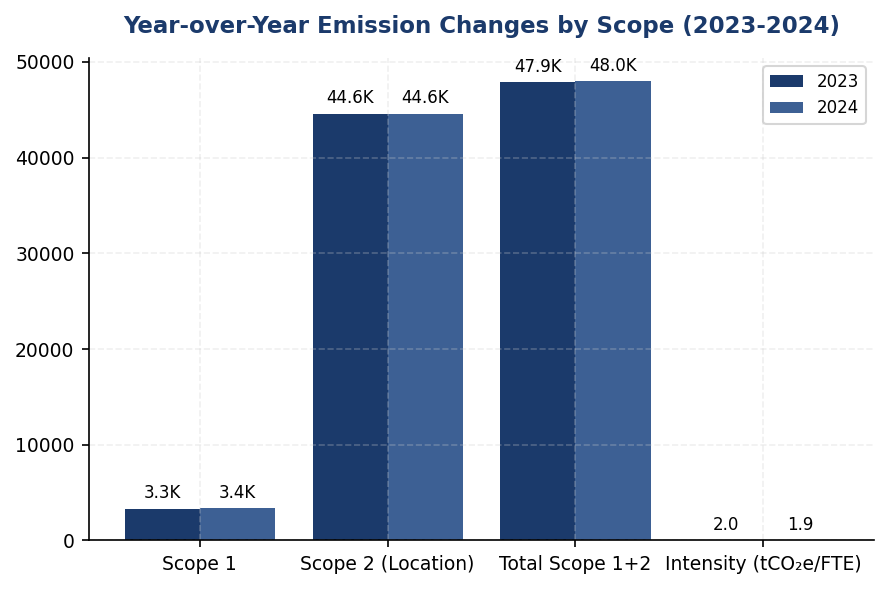 Year-over-Year Emission Changes by Scope (2023-2024)
50000
40000
30000
20000
10000
0
3.3K 3.4K
44.6K 44.6K
47.9K 48.0K
2.0 1.9
2023
2024
Scope 1 Scope 2 (Location) Total Scope 1+2 Intensity (tCO₂e/FTE)